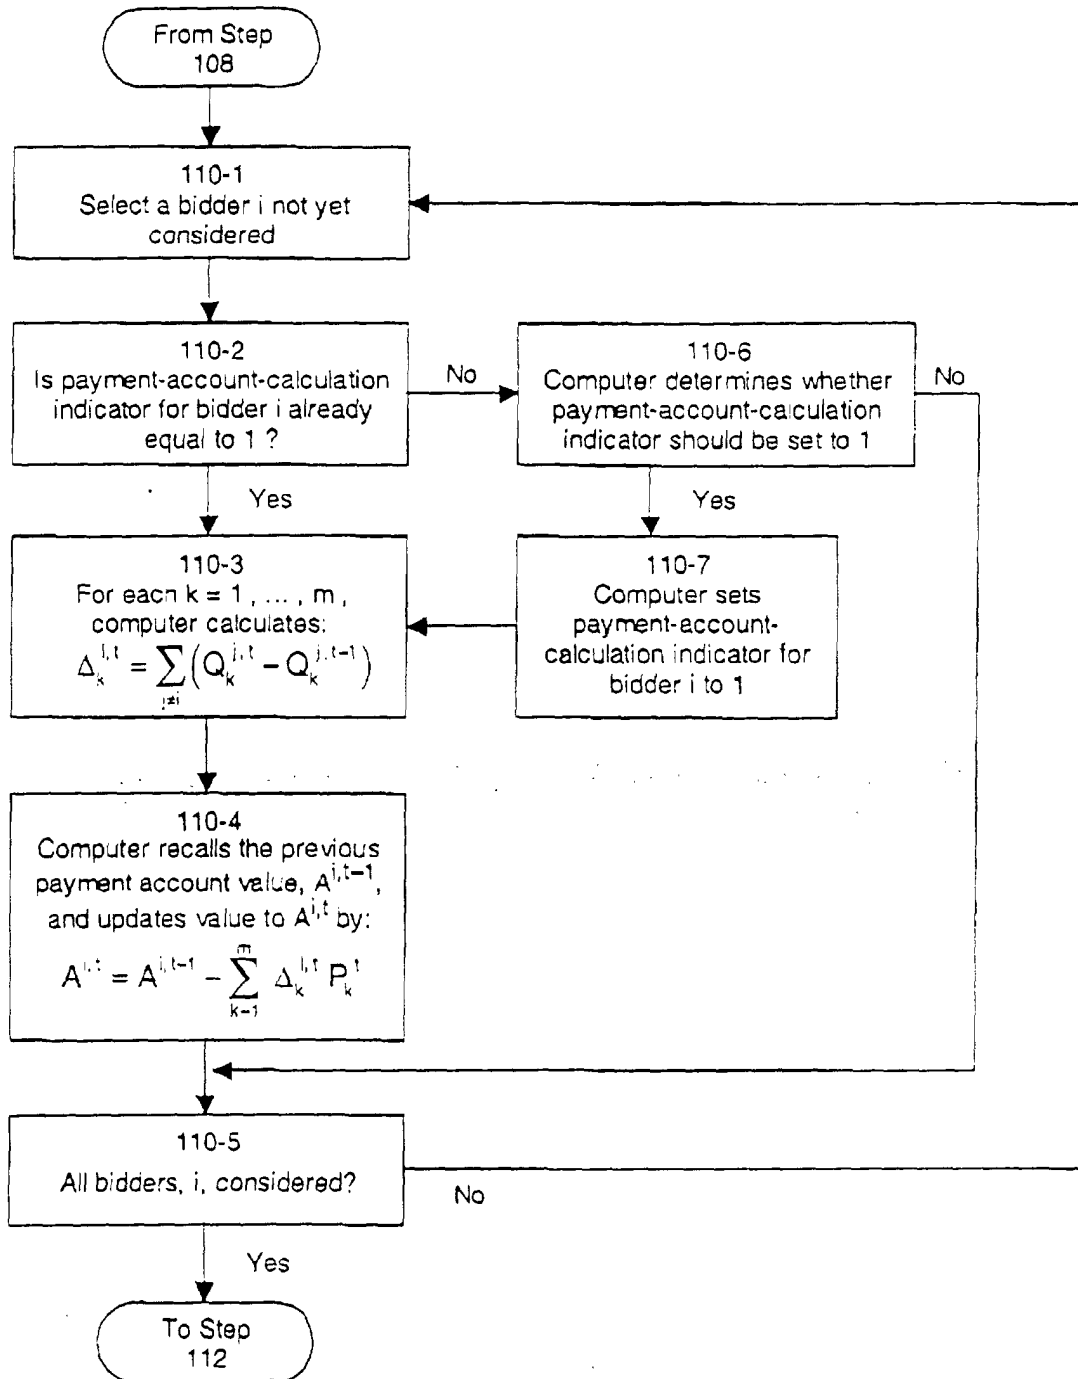 From Step
108
110-1
Select a bidder i not yet
considered
110-2
Is payment-account-calculation
indicator for bidder i already
equal to 1 ?
No
110-6
Computer determines whether
payment-account-calculation
indicator should be set to 1
No
Yes
Yes
110-3
For each k = 1 , ... , m ,
computer calculates:
Δ_k^{i,t} = ∑_{j≠i} (Q_k^{j,t} − Q_k^{j,t−1})
110-7
Computer sets
payment-account-
calculation indicator for
bidder i to 1
110-4
Computer recalls the previous
payment account value, A^{i,t−1},
and updates value to A^{i,t} by:
A^{i,t} = A^{i,t−1} − ∑_{k=1}^{m} Δ_k^{i,t} P_k^t
110-5
All bidders, i, considered?
No
Yes
To Step
112